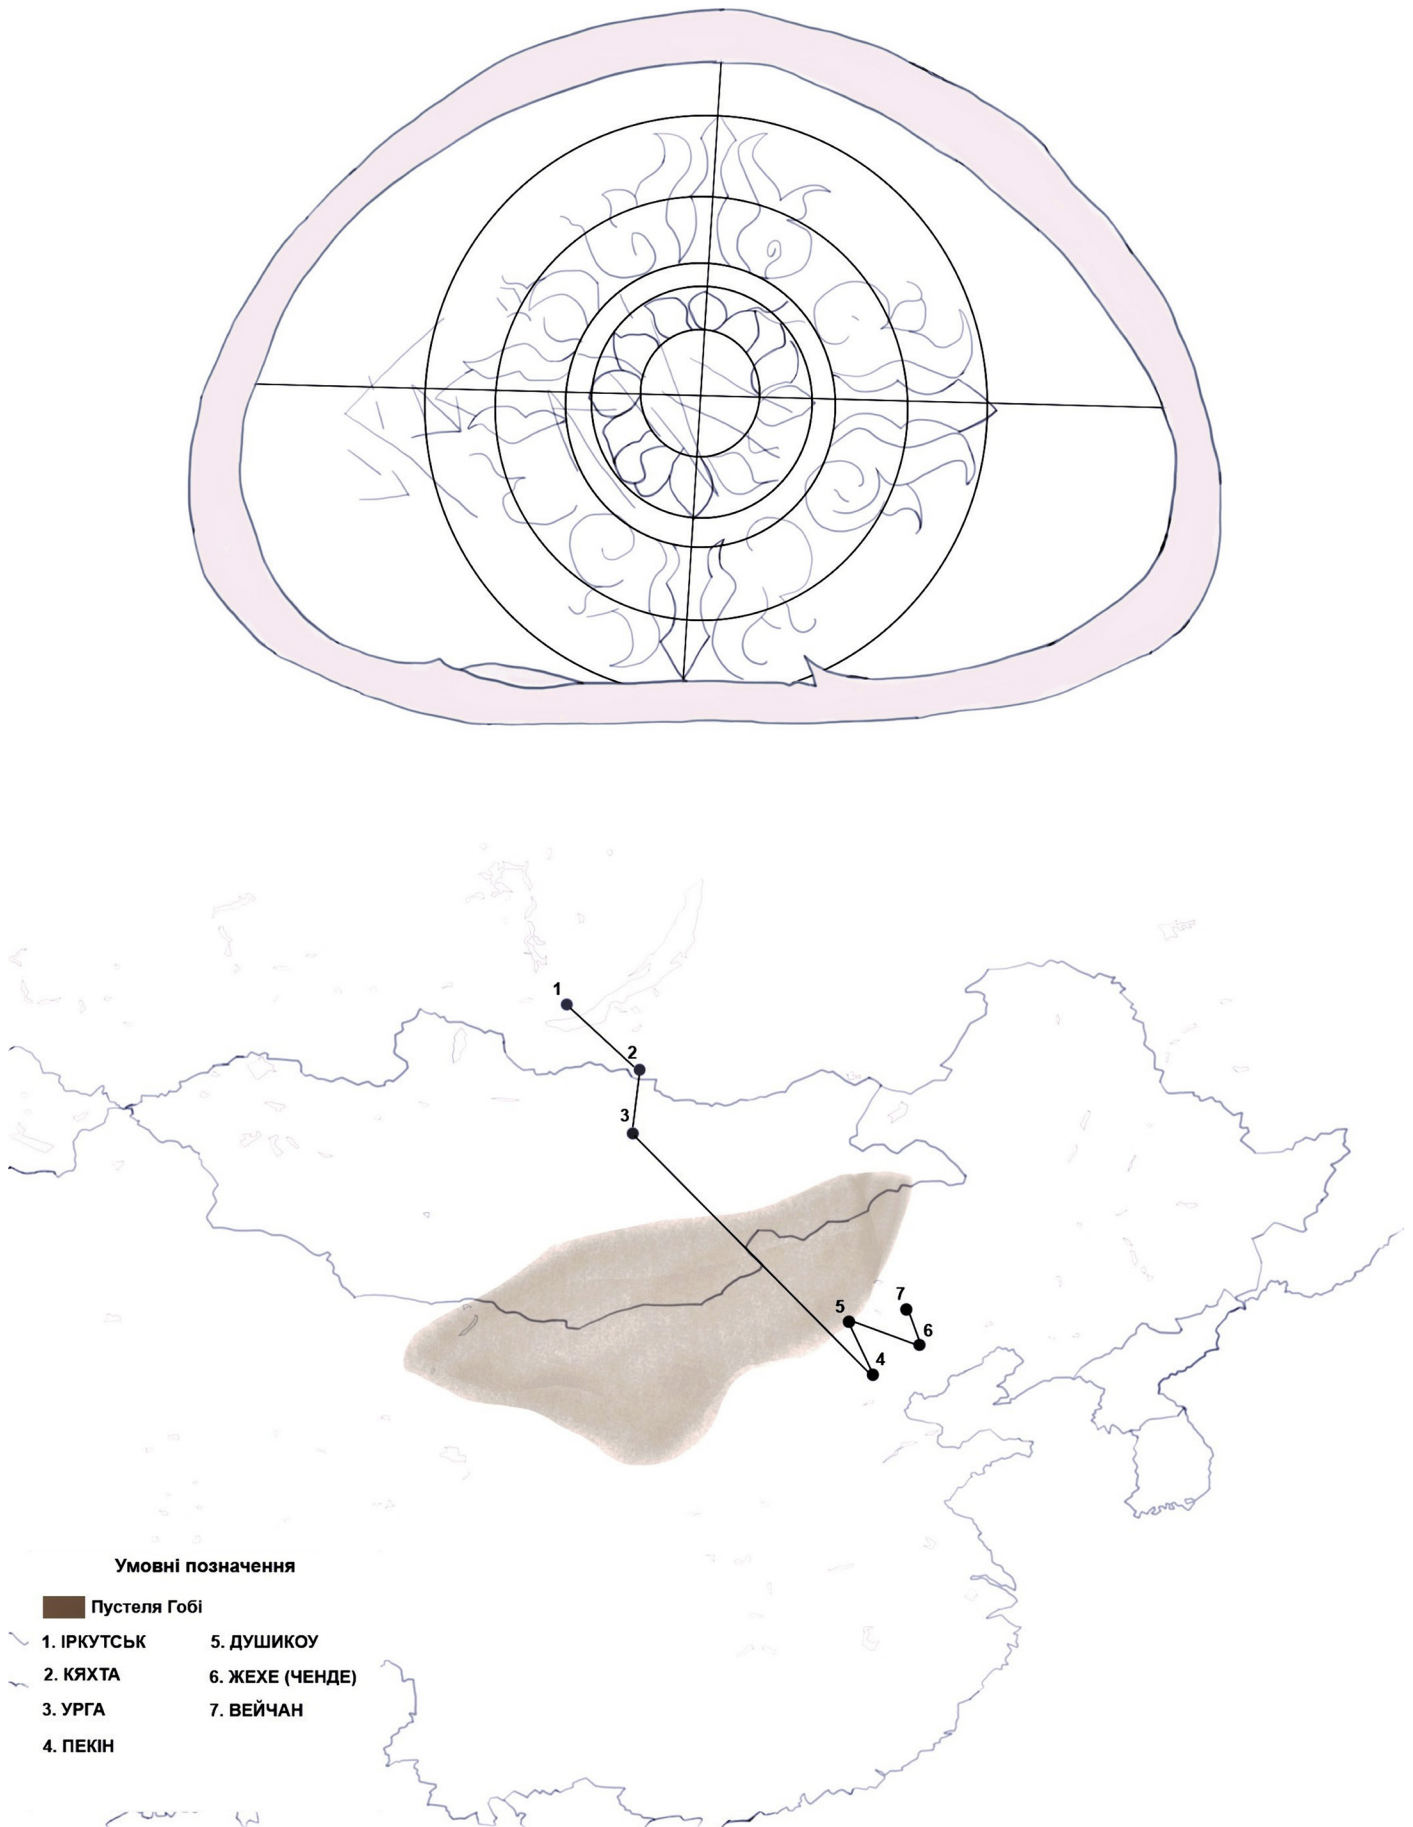 1
2
3
7
5
6
4
Умовні позначення
Пустеля Гобі
1. ІРКУТСЬК
5. ДУШИКОУ
2. КЯХТА
6. ЖЕХЕ (ЧЕНДЕ)
3. УРГА
7. ВЕЙЧАН
4. ПЕКІН